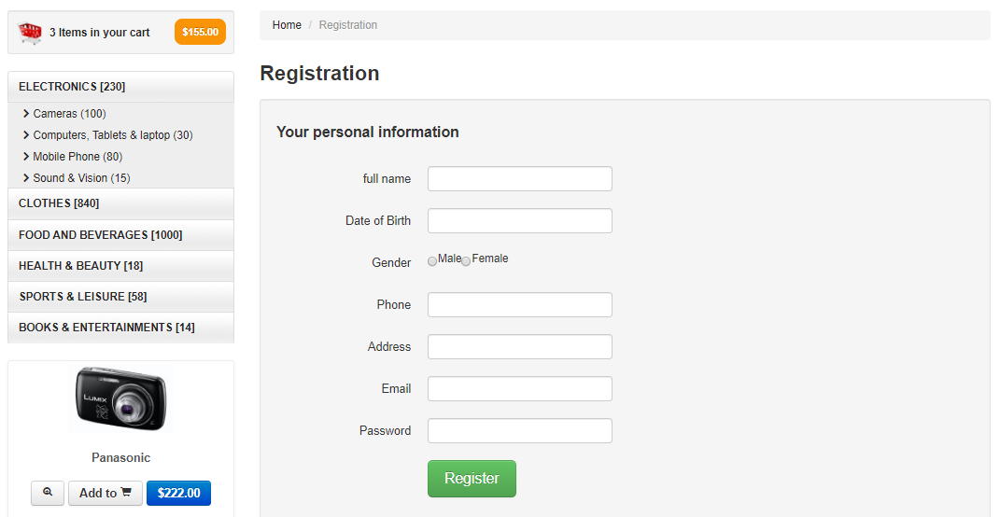 3 Items in your cart $155.00
ELECTRONICS [230]
Cameras (100)
Computers, Tablets & laptop (30)
Mobile Phone (80)
Sound & Vision (15)
CLOTHES [840]
FOOD AND BEVERAGES [1000]
HEALTH & BEAUTY [18]
SPORTS & LEISURE [58]
BOOKS & ENTERTAINMENTS [14]
LUMIX
Panasonic
Add to $222.00
Home / Registration
Registration
Your personal information
full name
Date of Birth
Gender Male Female
Phone
Address
Email
Password
Register